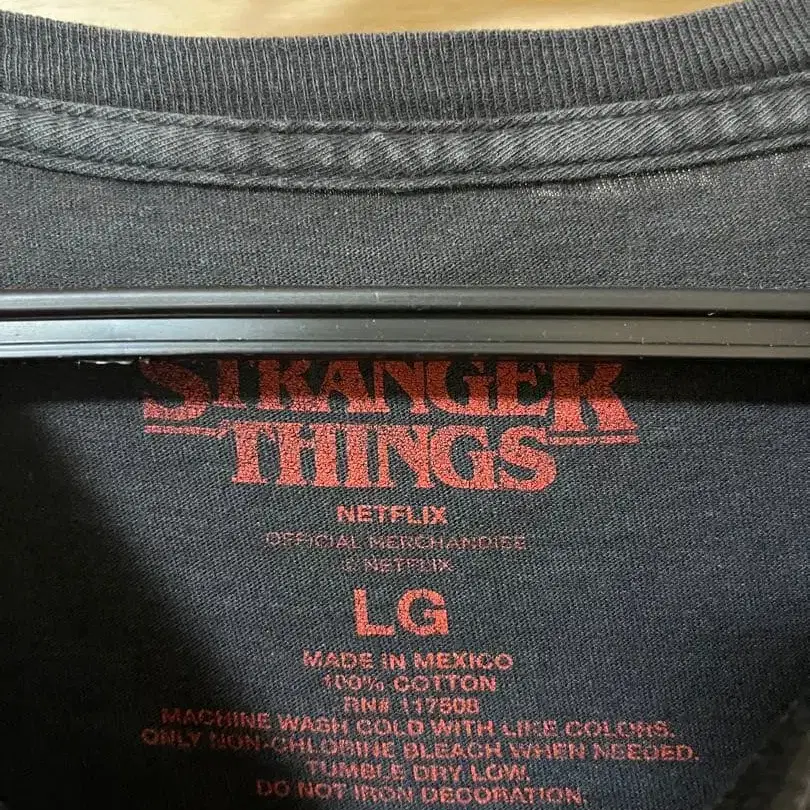 STRANGER
THINGS
NETFLIX
OFFICIAL MERCHANDISE
© NETFLIX
LG
MADE IN MEXICO
100% COTTON
RN# 117508
MACHINE WASH COLD WITH LIKE COLORS.
ONLY NON-CHLORINE BLEACH WHEN NEEDED.
TUMBLE DRY LOW.
DO NOT IRON DECORATION.